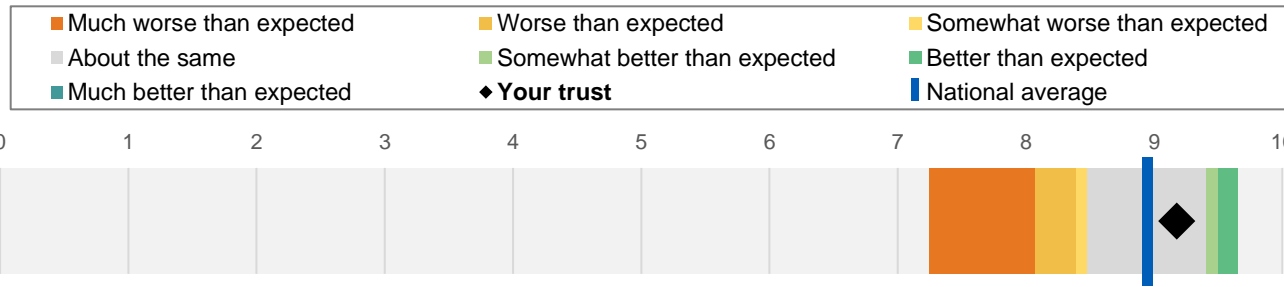 Much worse than expected Worse than expected Somewhat worse than expected
About the same Somewhat better than expected Better than expected
Much better than expected Your trust National average
0 1 2 3 4 5 6 7 8 9 10